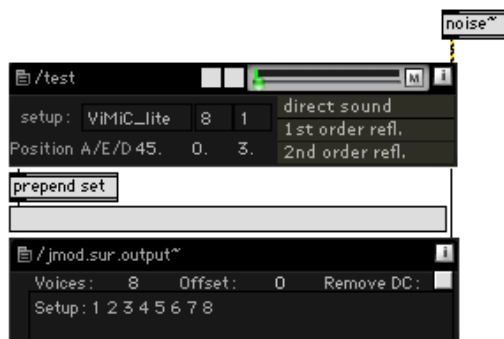 noise~
/test
M i
setup: ViMiC_lite 8 1 direct sound
1st order refl.
Position A/E/D 45. 0. 3. 2nd order refl.
prepend set
/jmod.sur.output~ i
Voices: 8 Offset: 0 Remove DC:
Setup: 1 2 3 4 5 6 7 8